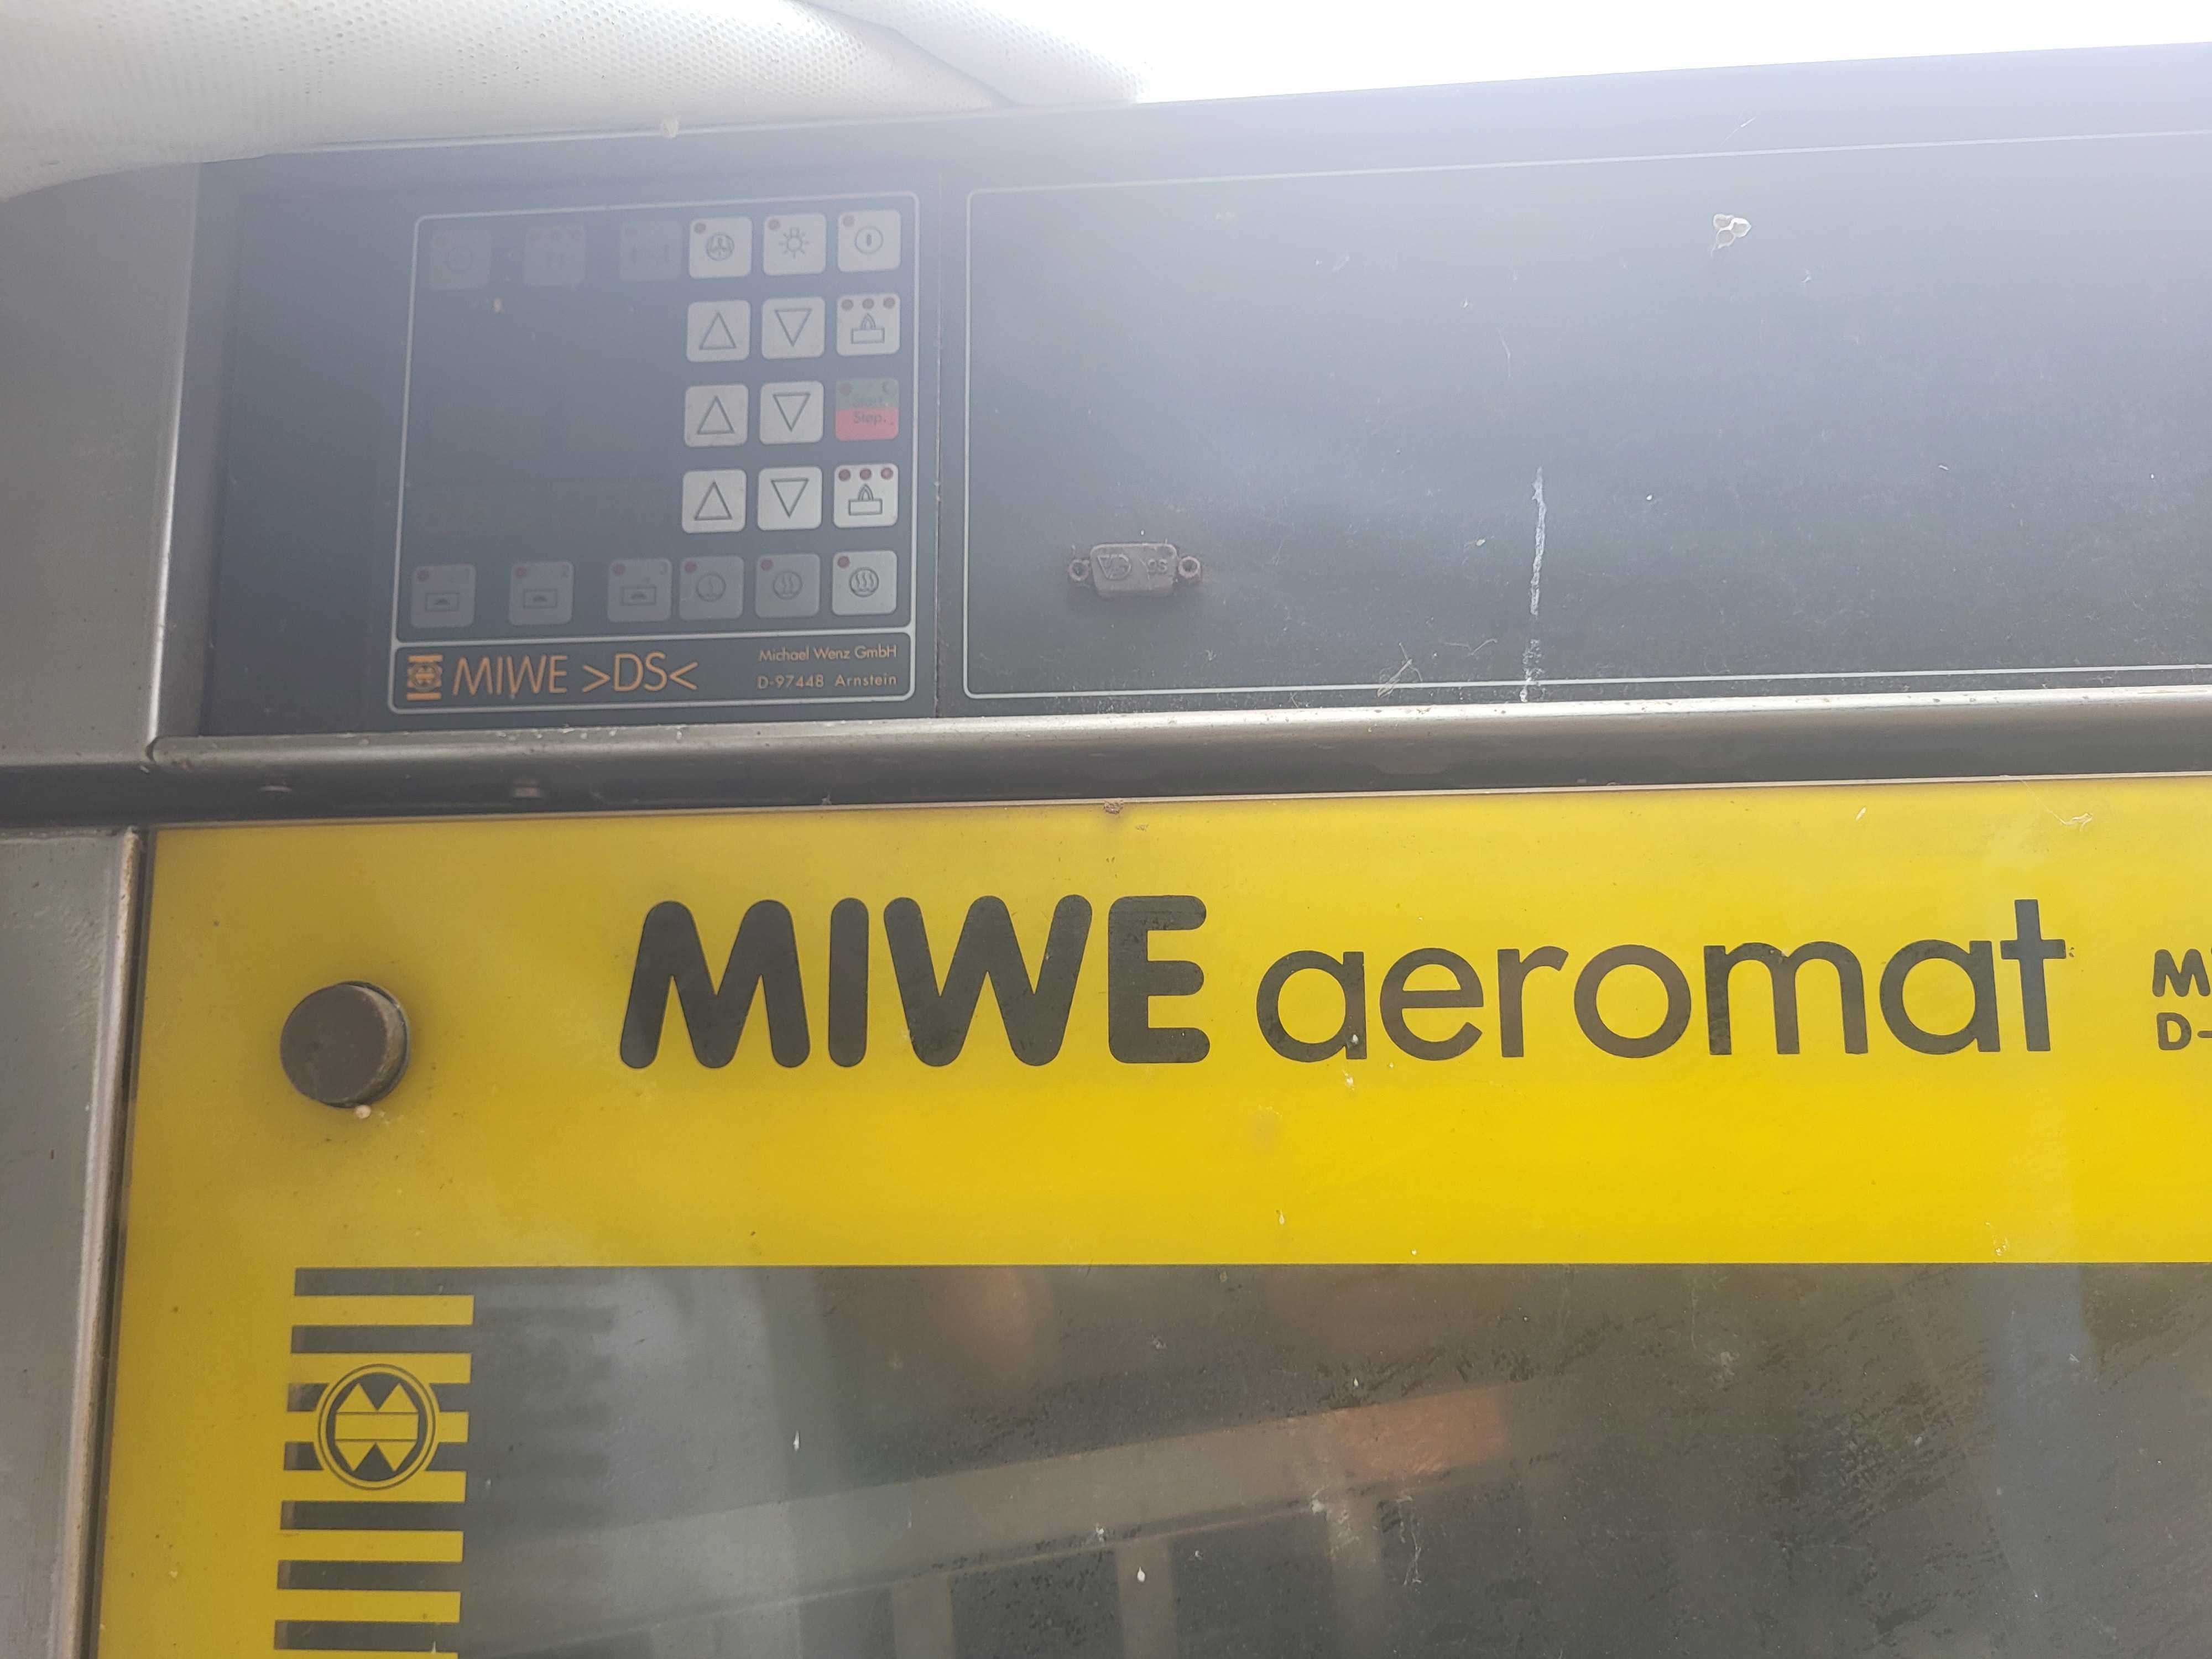 Stop.
MIWE >DS<
Michael Wenz GmbH
D-97448 Arnstein
MIWE aeromat